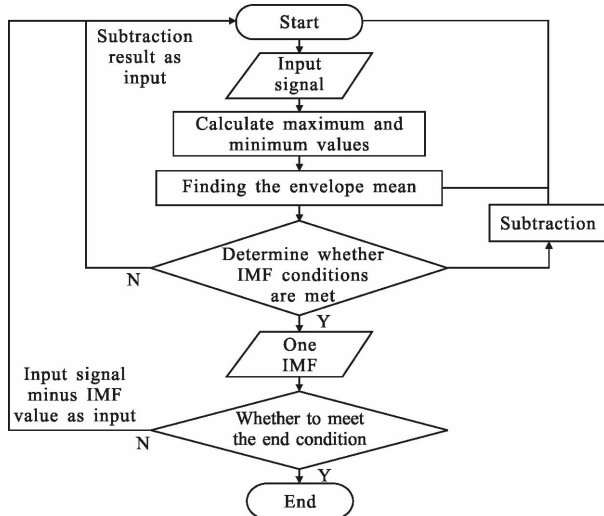 Start
Subtraction
result as
input
Input
signal
Calculate maximum and
minimum values
Finding the envelope mean
Subtraction
Determine whether
IMF conditions
are met
N
Y
One
IMF
Input signal
minus IMF
value as input
Whether to meet
the end condition
N
Y
End